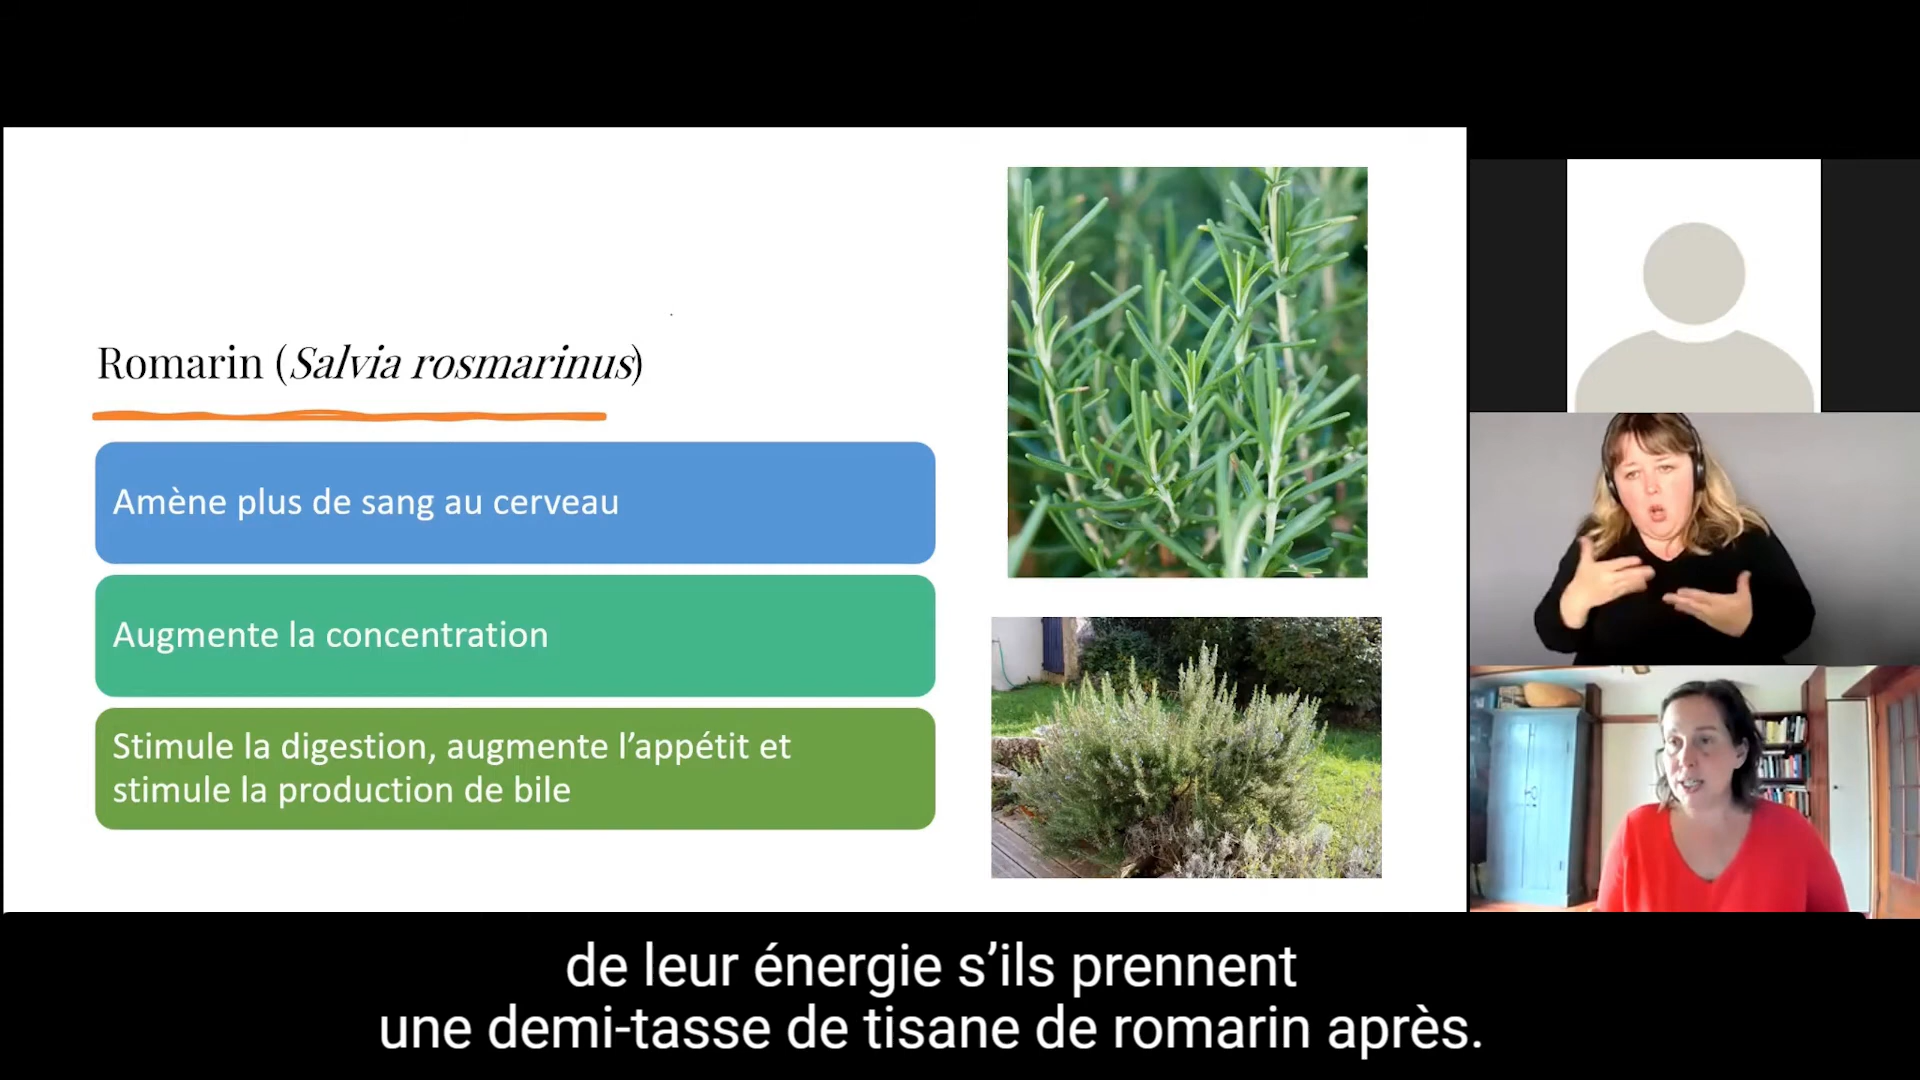 Romarin (Salvia rosmarinus)
Amène plus de sang au cerveau
Augmente la concentration
Stimule la digestion, augmente l’appétit et
stimule la production de bile
de leur énergie s’ils prennent
une demi-tasse de tisane de romarin après.